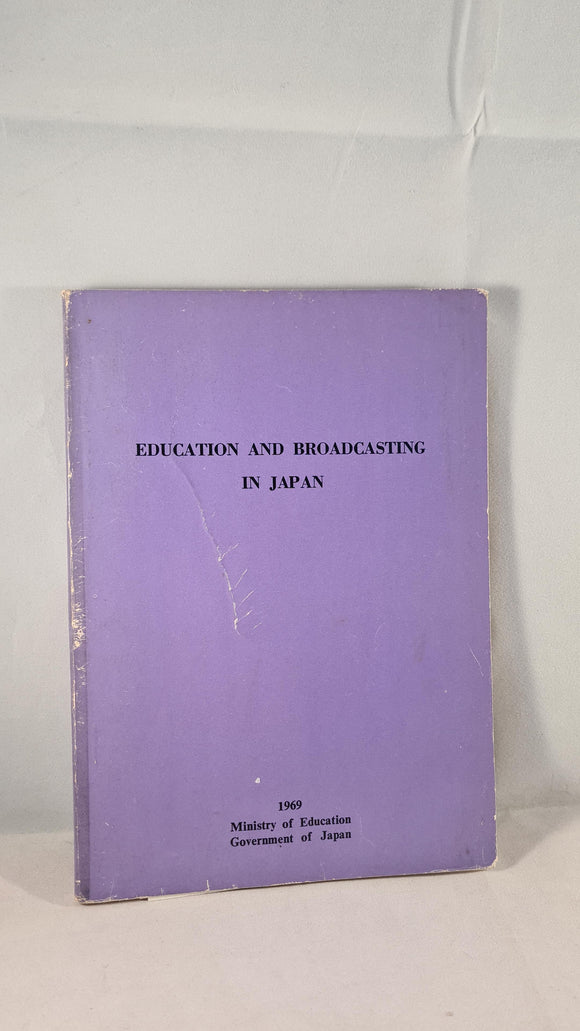 EDUCATION AND BROADCASTING
IN JAPAN
1969
Ministry of Education
Government of Japan